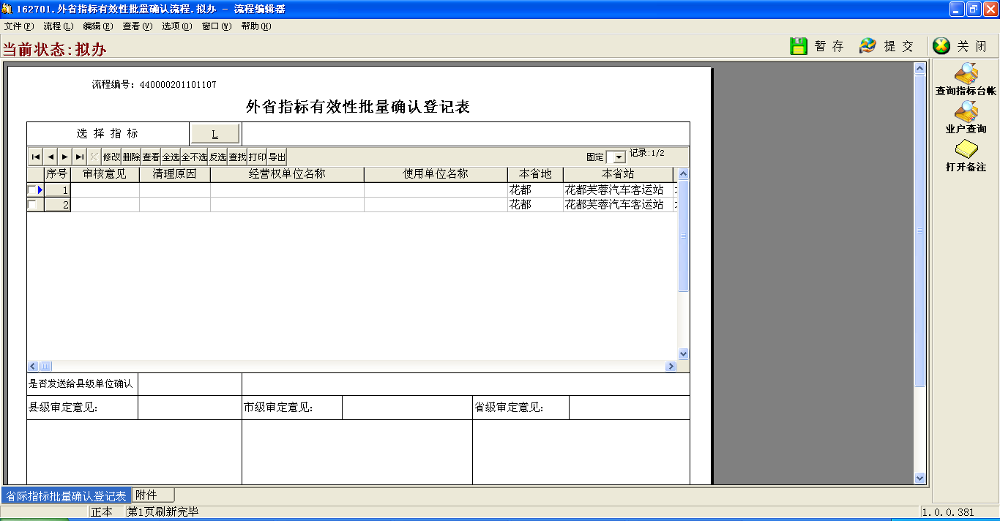 162701.外省指标有效性批量确认流程.拟办 - 流程编辑器
文件(F) 流程(L) 编辑(E) 查看(V) 选项(O) 窗口(W) 帮助(H)
当前状态:拟办 暂存 提交 关闭
流程编号: 440000201101107
外省指标有效性批量确认登记表
选择指标 L
修改 删除 查看 全选 全不选 反选 查找 打印 导出 固定 记录:1/2
序号 审核意见 清理原因 经营权单位名称 使用单位名称 本省地 本省站
1 花都 花都芙蓉汽车客运站
2 花都 花都芙蓉汽车客运站
是否发送给县级单位确认
县级审定意见: 市级审定意见: 省级审定意见:
查询指标台帐
业户查询
打开备注
省际指标批量确认登记表 附件
正本 第1页刷新完毕 1.0.0.381